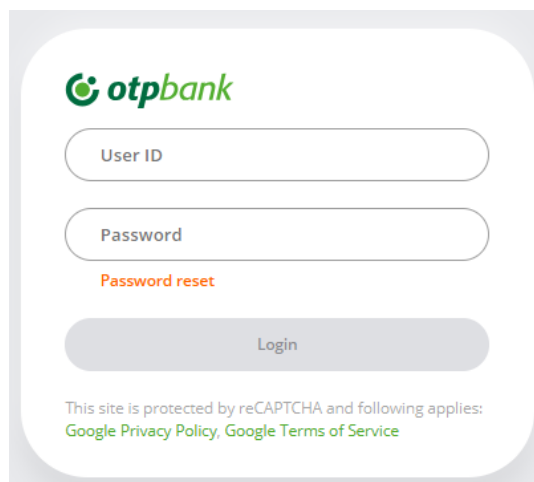 otpbank
User ID
Password
Password reset
Login
This site is protected by reCAPTCHA and following applies:
Google Privacy Policy, Google Terms of Service